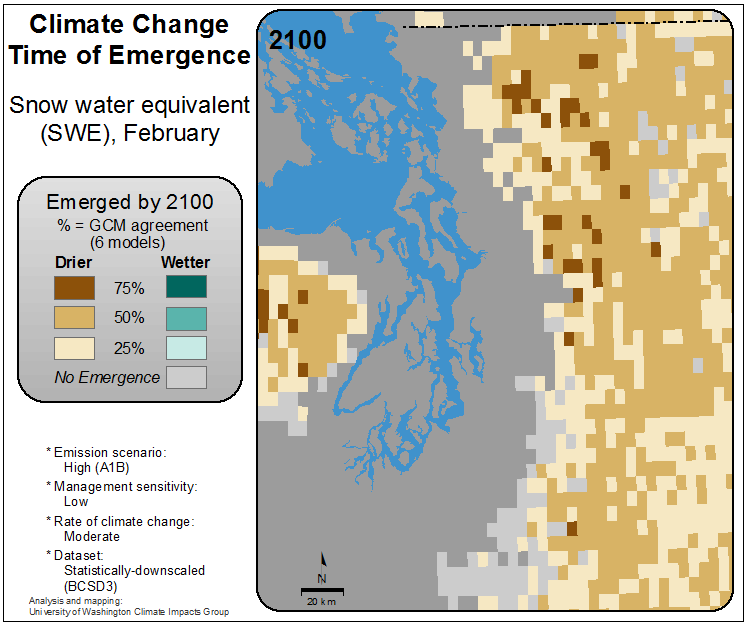 Climate Change
Time of Emergence
Snow water equivalent
(SWE), February
Emerged by 2100
% = GCM agreement
(6 models)
Drier Wetter
75%
50%
25%
No Emergence
* Emission scenario:
High (A1B)
* Management sensitivity:
Low
* Rate of climate change:
Moderate
* Dataset:
Statistically-downscaled
(BCSD3)
Analysis and mapping:
University of Washington Climate Impacts Group
2100
N
20 km